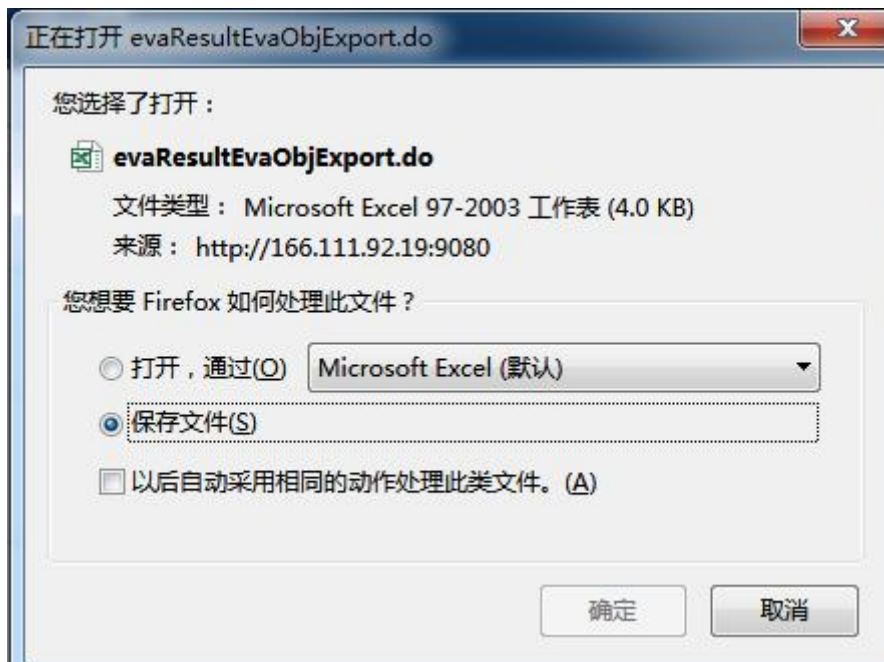 正在打开 evaResultEvaObjExport.do
您选择了打开：
evaResultEvaObjExport.do
文件类型： Microsoft Excel 97-2003 工作表 (4.0 KB)
来源： http://166.111.92.19:9080
您想要 Firefox 如何处理此文件？
打开，通过(O) Microsoft Excel (默认)
保存文件(S)
以后自动采用相同的动作处理此类文件。(A)
确定 取消